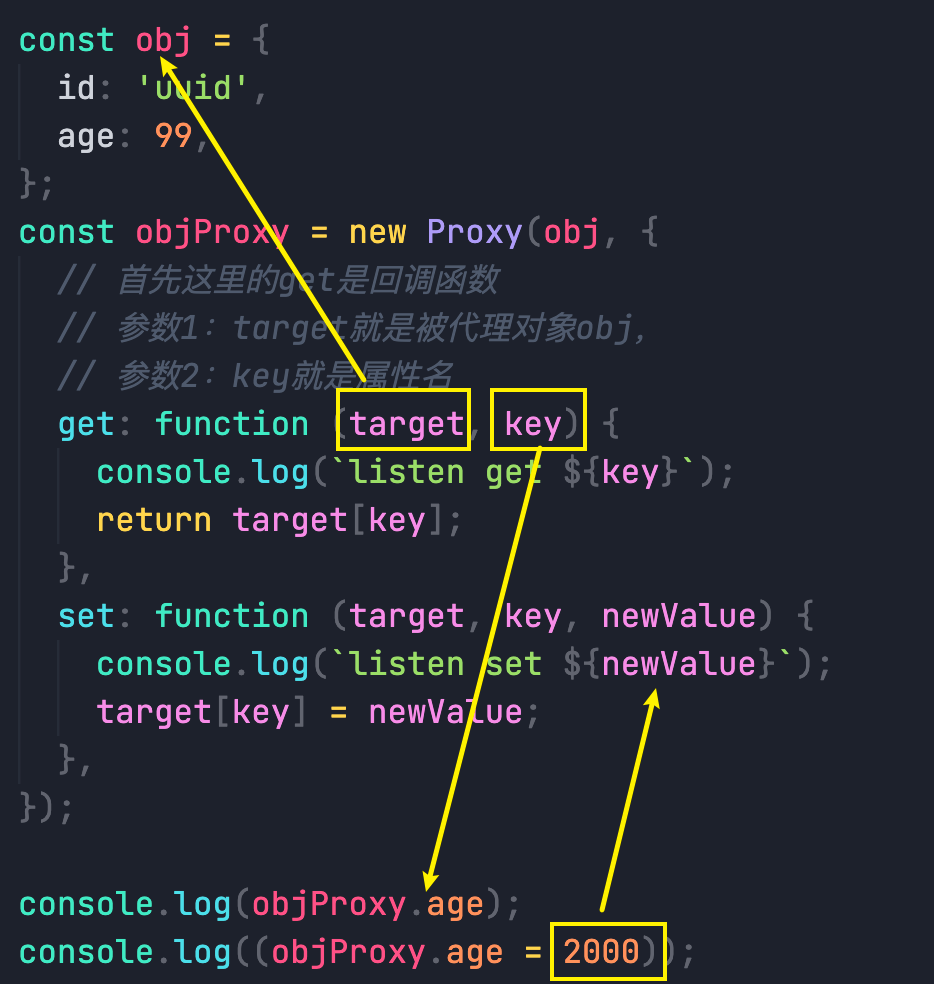 const obj = {
  id: 'uuid',
  age: 99,
};
const objProxy = new Proxy(obj, {
  // 首先这里的get是回调函数
  // 参数1: target就是被代理对象obj,
  // 参数2: key就是属性名
  get: function (target, key) {
    console.log(`listen get ${key}`);
    return target[key];
  },
  set: function (target, key, newValue) {
    console.log(`listen set ${newValue}`);
    target[key] = newValue;
  },
});
console.log(objProxy.age);
console.log((objProxy.age = 2000));